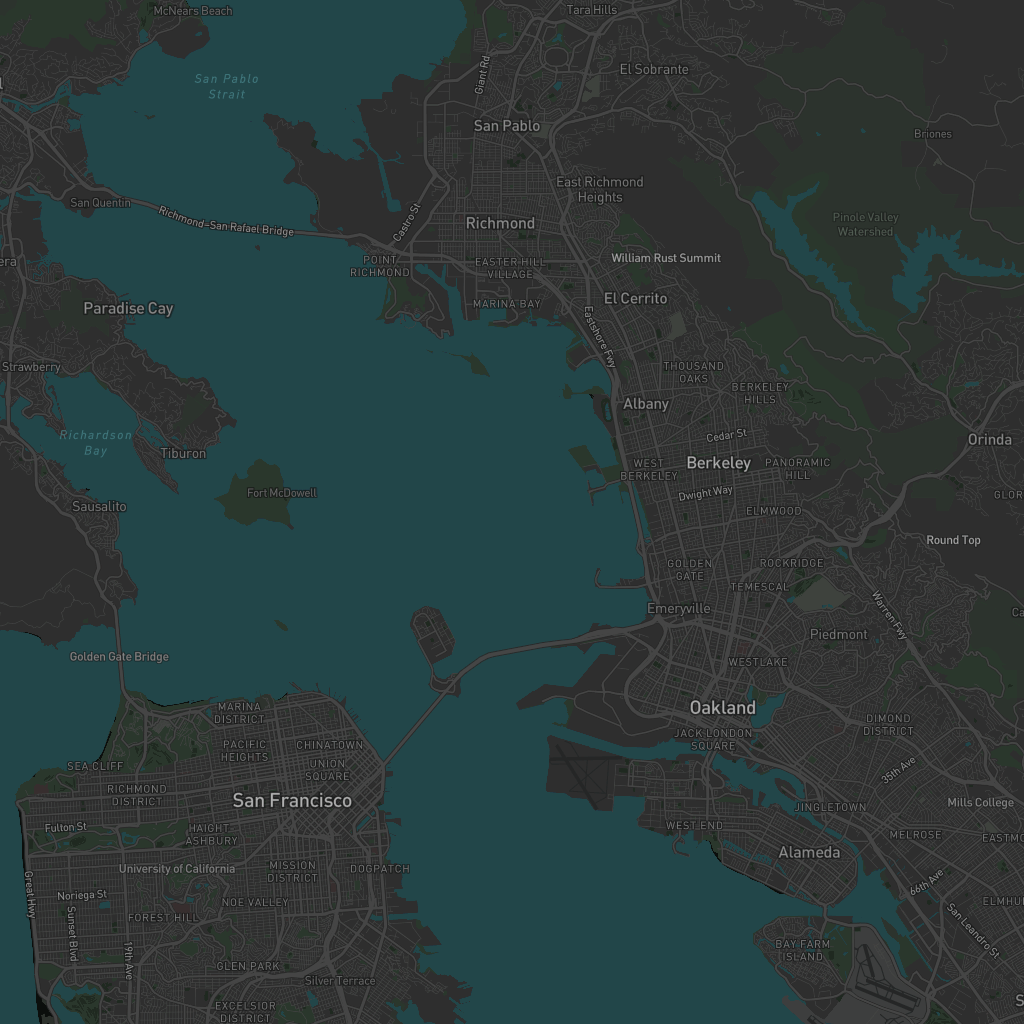 McNears Beach
Tara Hills
San Pablo
Strait
Giant Rd
El Sobrante
San Pablo
Briones
East Richmond
Heights
San Quentin
Richmond–San Rafael Bridge
Castro St
Richmond
Pinole Valley
Watershed
POINT
RICHMOND
EASTER HILL
VILLAGE
William Rust Summit
Paradise Cay
MARINA BAY
El Cerrito
Eastshore Fwy
Strawberry
THOUSAND
OAKS
BERKELEY
HILLS
Albany
Richardson
Bay
Tiburon
Cedar St
Orinda
WEST
BERKELEY
Berkeley
PANORAMIC
HILL
Fort McDowell
Dwight Way
GLOR
Sausalito
ELMWOOD
Round Top
GOLDEN
GATE
ROCKRIDGE
TEMESCAL
Warren Fwy
Emeryville
Ca
Piedmont
Golden Gate Bridge
WESTLAKE
MARINA
DISTRICT
Oakland
DIMOND
DISTRICT
PACIFIC
HEIGHTS
CHINATOWN
JACK LONDON
SQUARE
SEA CLIFF
UNION
SQUARE
35th Ave
RICHMOND
DISTRICT
San Francisco
JINGLETOWN
Mills College
Fulton St
HAIGHT
ASHBURY
WEST END
MELROSE
EASTMO
Alameda
University of California
MISSION
DISTRICT
DOGPATCH
66th Ave
Great Hwy
Noriega St
NOE VALLEY
ELMHU
Sunset Blvd
FOREST HILL
San Leandro St
19th Ave
BAY FARM
ISLAND
GLEN PARK
Silver Terrace
EXCELSIOR
DISTRICT
S